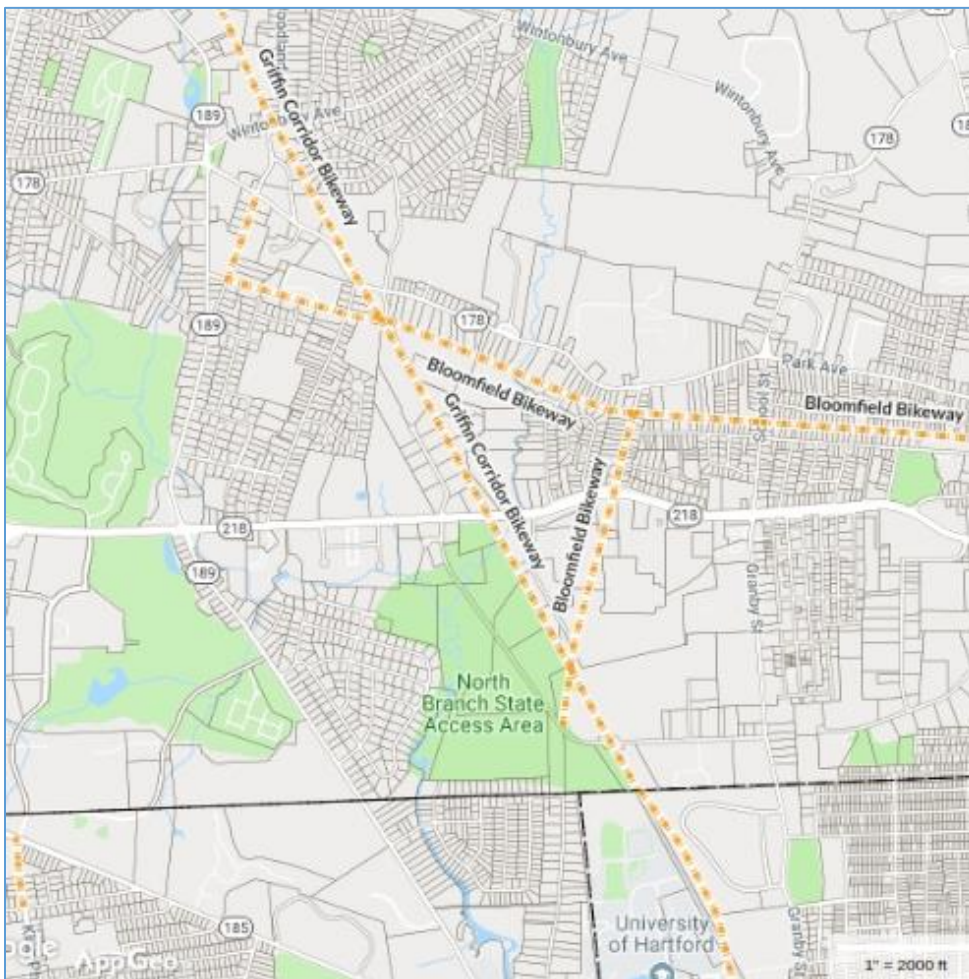 Wintonbury Ave
Griffin Corridor Bikeway
189
Wintonbury Ave
Wintonbury Ave
178
178
189
178
Park Ave
Bloomfield Bikeway
Bloomfield Bikeway
Griffin Corridor Bikeway
Bloomfield Bikeway
218
218
189
Granby St
North
Branch State
Access Area
185
University
of Hartford
Granby St
AppGeo
1" = 2000 ft